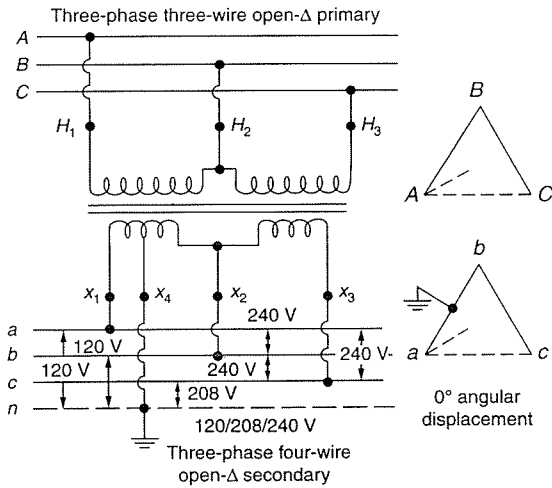 Three-phase three-wire open-Δ primary
A
B
C
H₁
H₂
H₃
B
A
C
x₁
x₄
x₂
x₃
b
a
c
a
240 V
b
120 V
240 V-
120 V
240 V
c
208 V
n
120/208/240 V
0° angular
displacement
Three-phase four-wire
open-Δ secondary